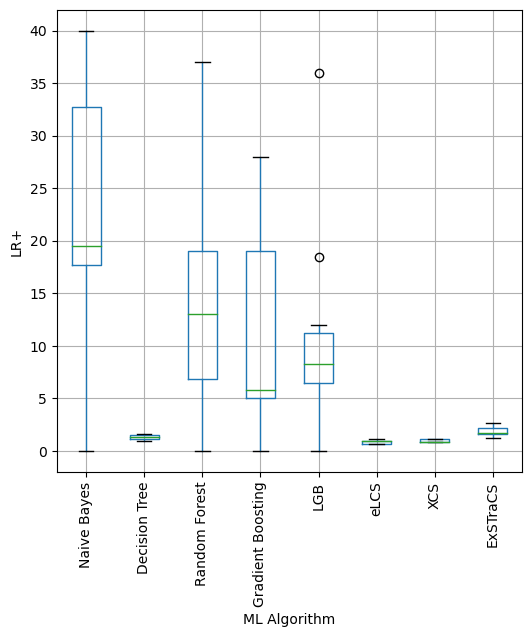 40
35
30
25
20
15
10
5
0
LR+
Naive Bayes
Decision Tree
Random Forest
Gradient Boosting
LGB
eLCS
XCS
ExSTraCS
ML Algorithm